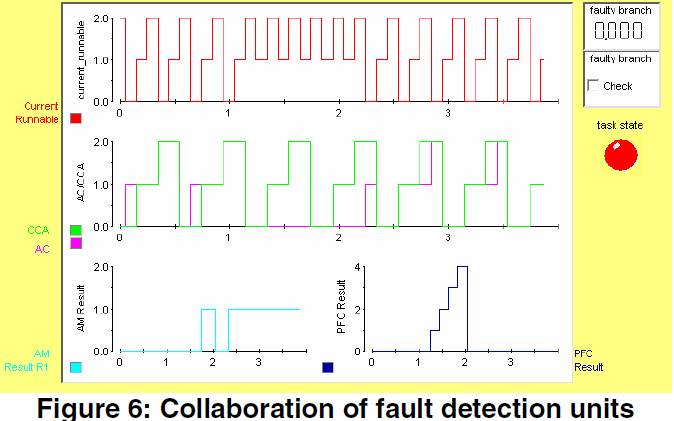 faulty branch
0.000
faulty branch
Check
task state
current_runnable
2.0
1.0
0.0
0 1 2 3
Current
Runnable
AC/CCA
2.0
1.0
0.0
0 1 2 3
CCA
AC
AM Result
2.0
1.0
0.0
0 1 2 3
AM
Result R1
PFC Result
4
2
0
0 1 2 3
PFC
Result
Figure 6: Collaboration of fault detection units